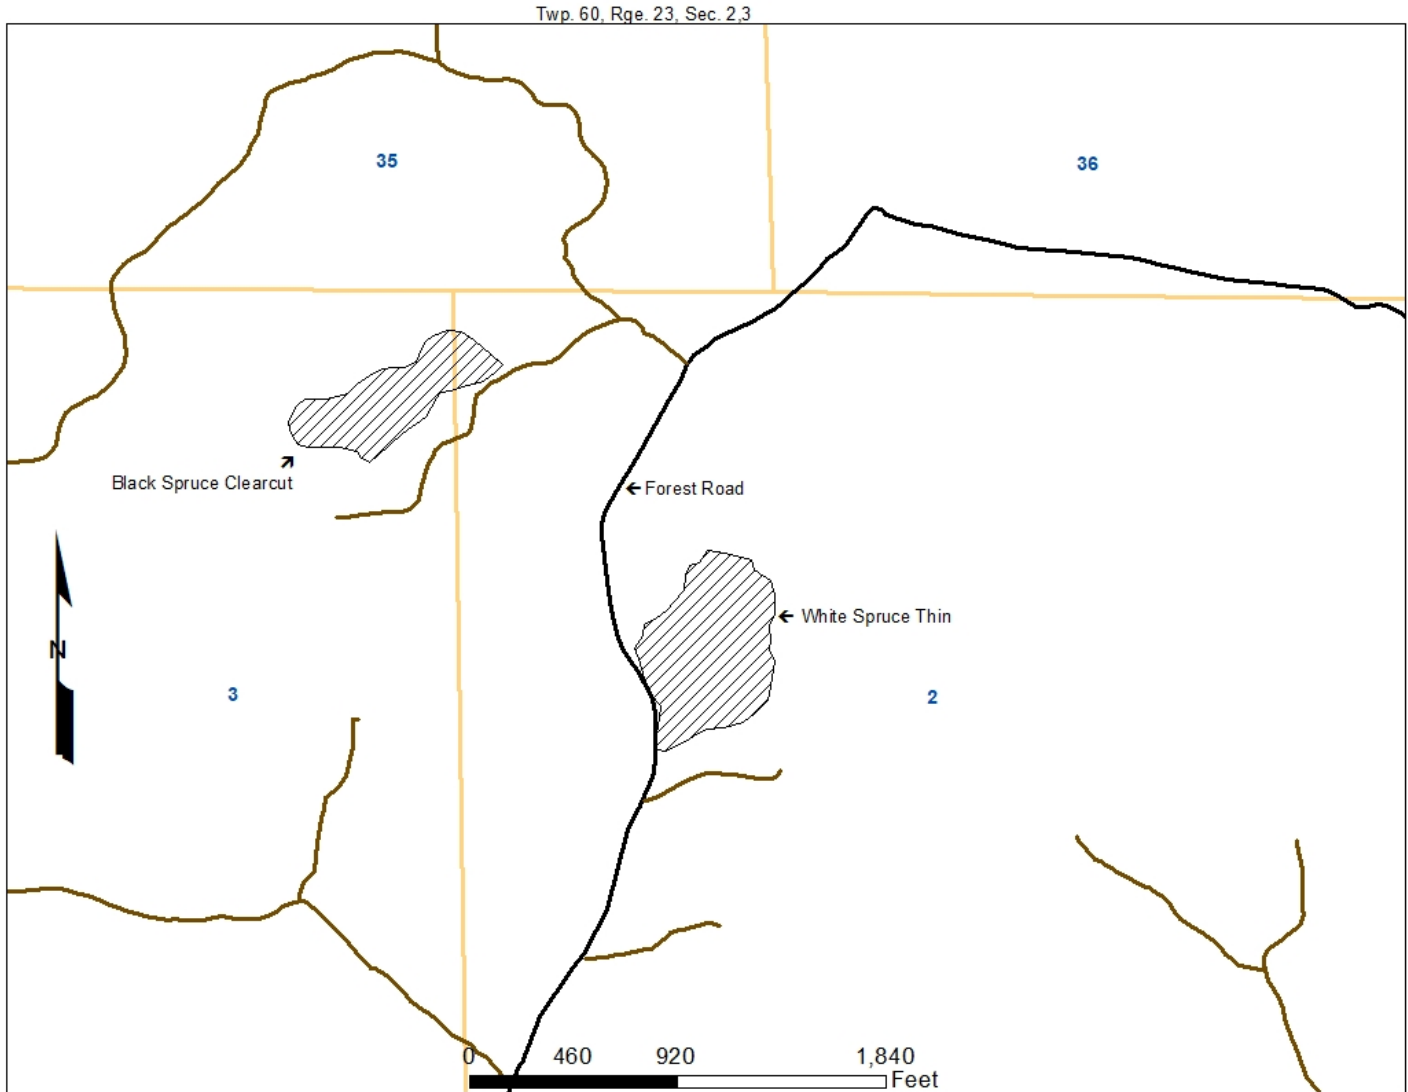 Twp. 60, Rge. 23, Sec. 2,3
35
36
Black Spruce Clearcut
Forest Road
White Spruce Thin
N
3
2
0 460 920 1,840
Feet